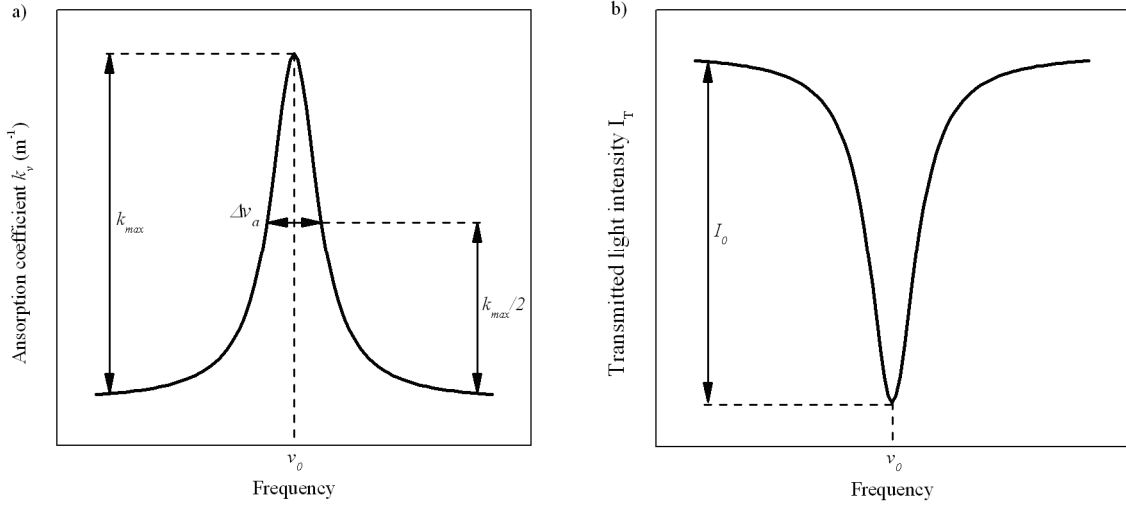 a)
Ansorption coefficient k_v (m^-1)
k_max
Δv_a
k_max/2
v_0
Frequency
b)
Transmitted light intensity I_T
I_0
v_0
Frequency